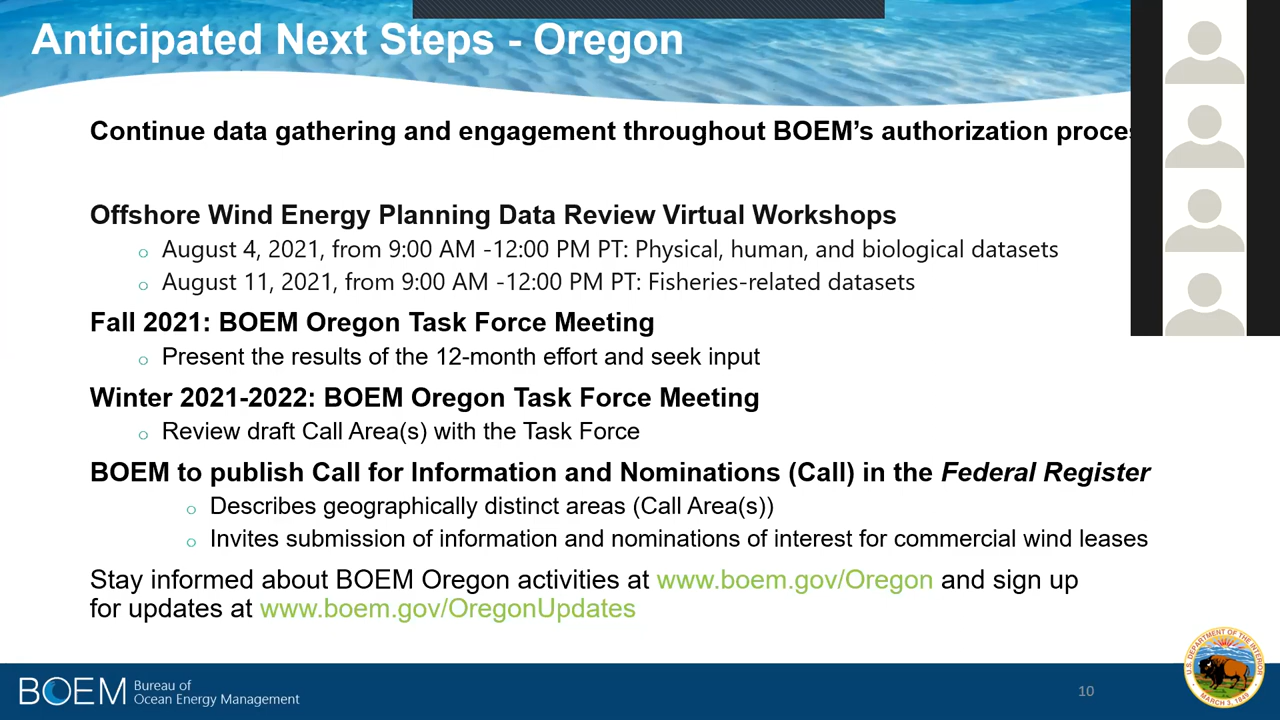 Anticipated Next Steps - Oregon
Continue data gathering and engagement throughout BOEM's authorization
Offshore Wind Energy Planning Data Review Virtual Workshops
August 4, 2021, from 9:00 AM -12:00 PM PT: Physical, human, and biological datasets
August 11, 2021, from 9:00 AM -12:00 PM PT: Fisheries-related datasets
Fall 2021: BOEM Oregon Task Force Meeting
Present the results of the 12-month effort and seek input
Winter 2021-2022: BOEM Oregon Task Force Meeting
Review draft Call Area(s) with the Task Force
BOEM to publish Call for Information and Nominations (Call) in the Federal Register
Describes geographically distinct areas (Call Area(s))
Invites submission of information and nominations of interest for commercial wind leases
Stay informed about BOEM Oregon activities at www.boem.gov/Oregon and sign up
for updates at www.boem.gov/OregonUpdates
BOEM
Bureau of
Ocean Energy Management
10
U.S. DEPARTMENT OF THE INTERIOR
MARCH 3, 1849